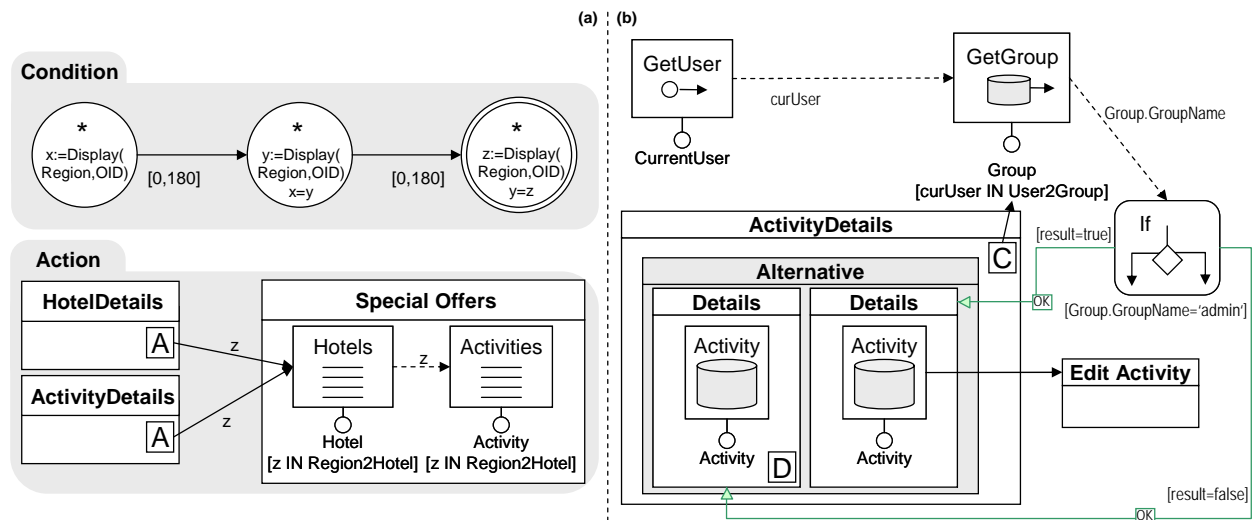 (a)
Condition
*
x:=Display(
Region,OID)
[0,180]
*
y:=Display(
Region,OID)
x=y
[0,180]
*
z:=Display(
Region,OID)
y=z
Action
HotelDetails
A
z
ActivityDetails
A
z
Special Offers
Hotels
z
Activities
Hotel
[z IN Region2Hotel]
Activity
[z IN Region2Hotel]
(b)
GetUser
CurrentUser
curUser
GetGroup
Group
[curUser IN User2Group]
Group.GroupName
If
[result=true]
OK
[Group.GroupName='admin']
ActivityDetails
C
Alternative
Details
Activity
Activity
D
Details
Activity
Activity
Edit Activity
[result=false]
OK